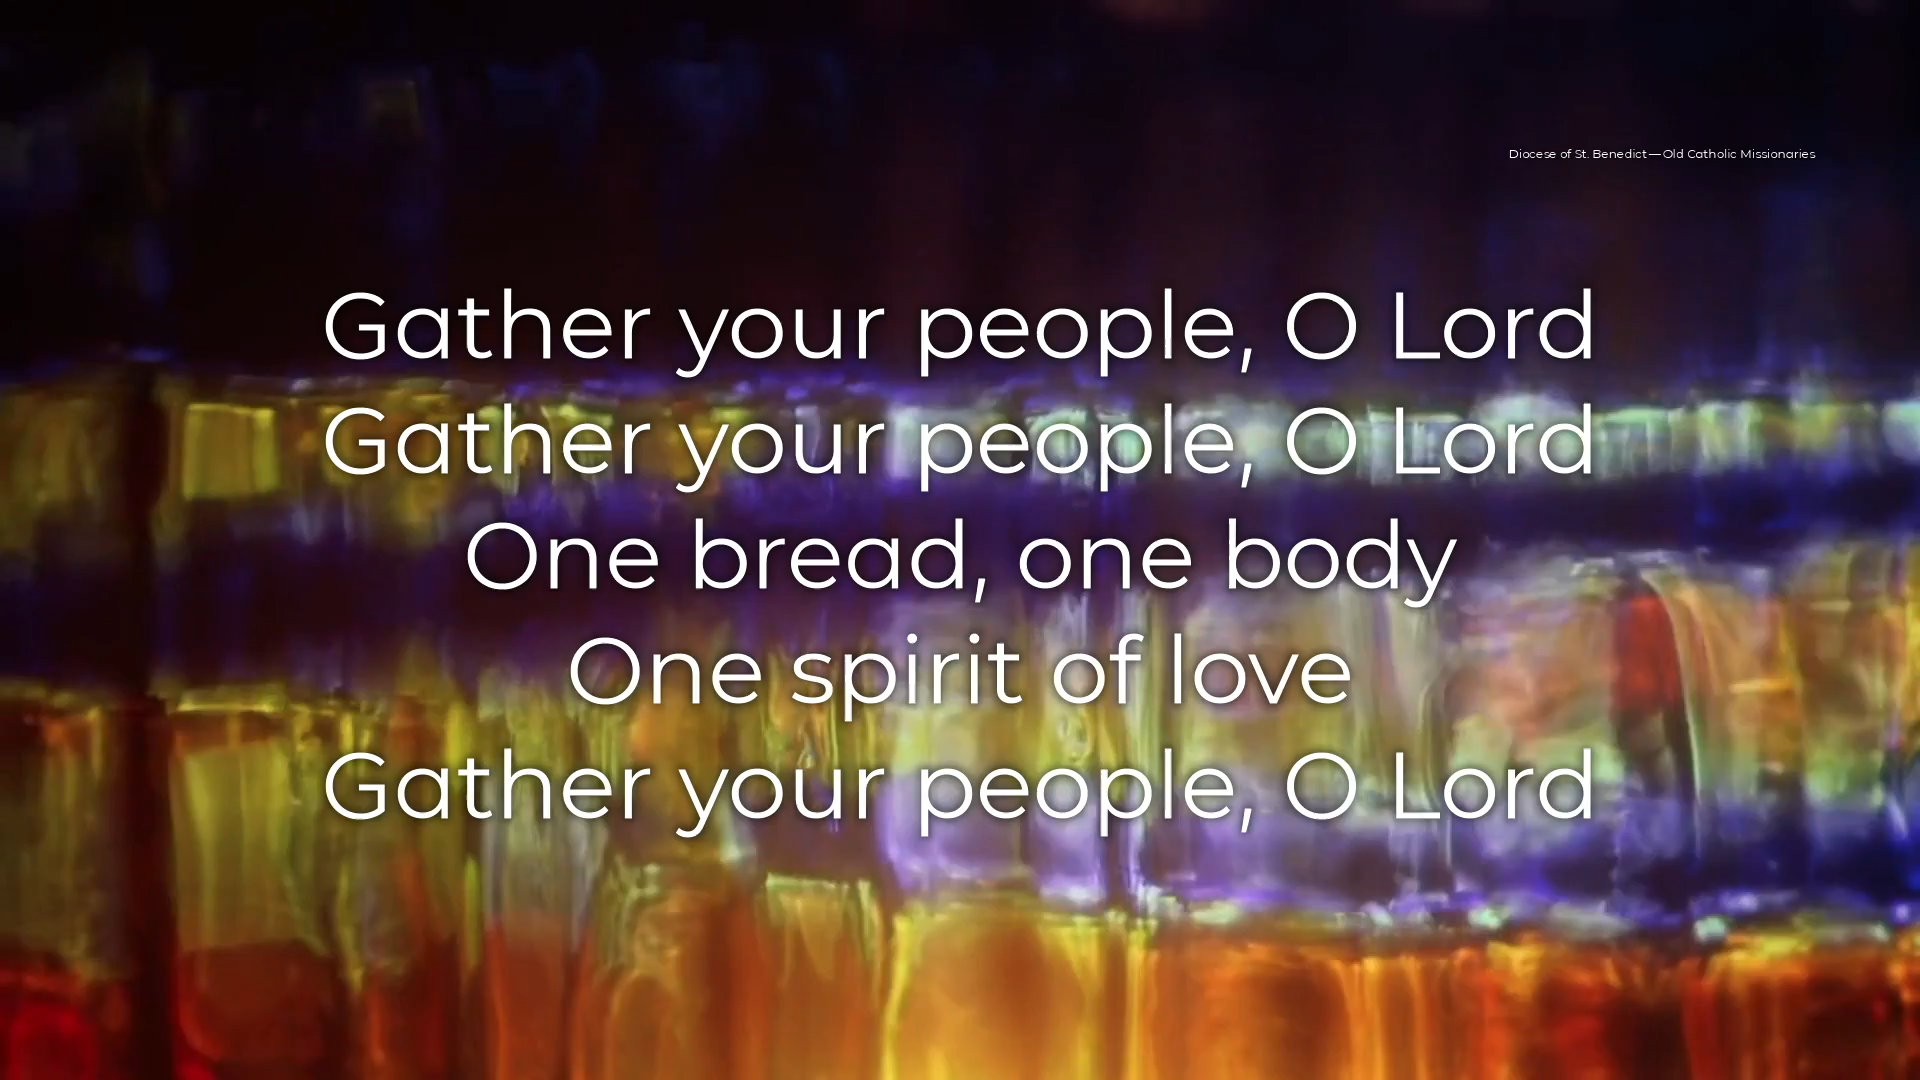 Diocese of St. Benedict—Old Catholic Missionaries
Gather your people, O Lord
Gather your people, O Lord
One bread, one body
One spirit of love
Gather your people, O Lord